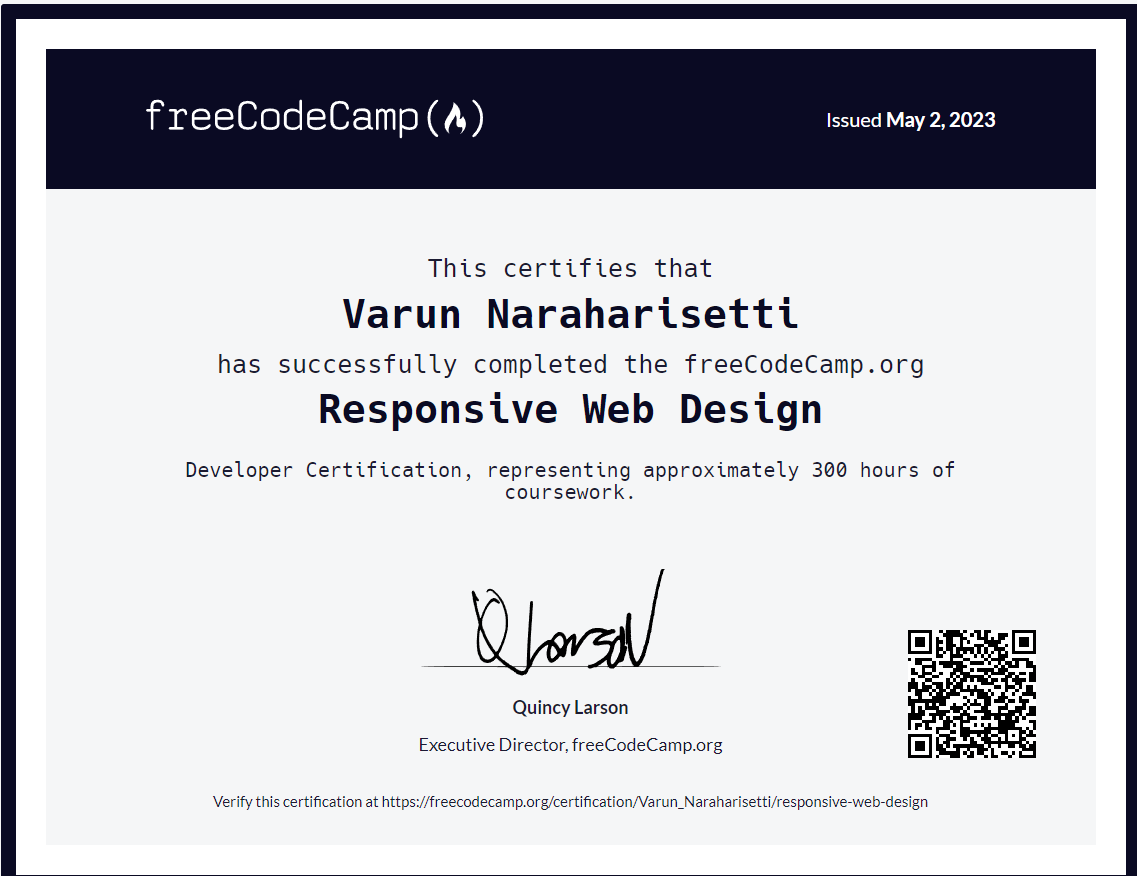 freeCodeCamp
Issued May 2, 2023
This certifies that
Varun Naraharisetti
has successfully completed the freeCodeCamp.org
Responsive Web Design
Developer Certification, representing approximately 300 hours of
coursework.
Q Larson
Quincy Larson
Executive Director, freeCodeCamp.org
Verify this certification at https://freecodecamp.org/certification/Varun_Naraharisetti/responsive-web-design